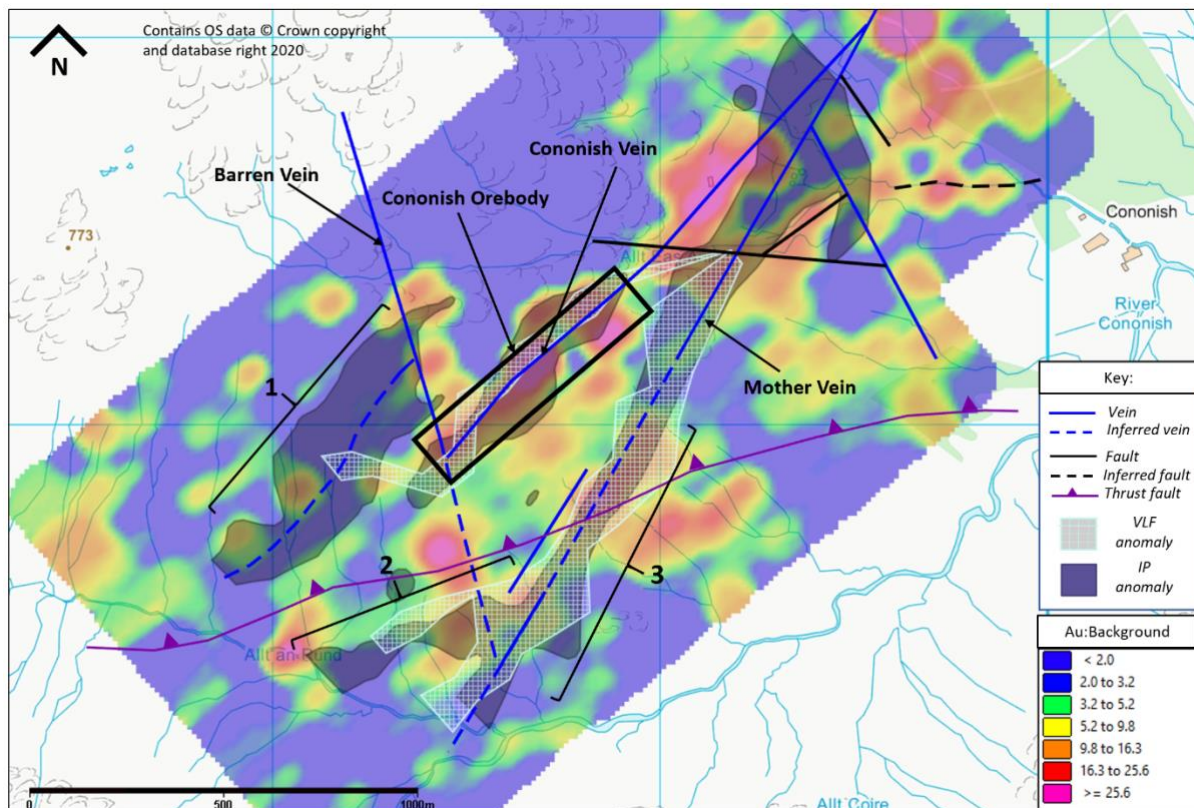 Contains OS data © Crown copyright
and database right 2020
N
Barren Vein
Cononish Vein
Cononish Orebody
773
Cononish
River
Cononish
1
Mother Vein
2
3
Allt an Rund
Allt Coire
0
500
1000m
Key:
Vein
Inferred vein
Fault
Inferred fault
Thrust fault
VLF
anomaly
IP
anomaly
Au:Background
< 2.0
2.0 to 3.2
3.2 to 5.2
5.2 to 9.8
9.8 to 16.3
16.3 to 25.6
>= 25.6